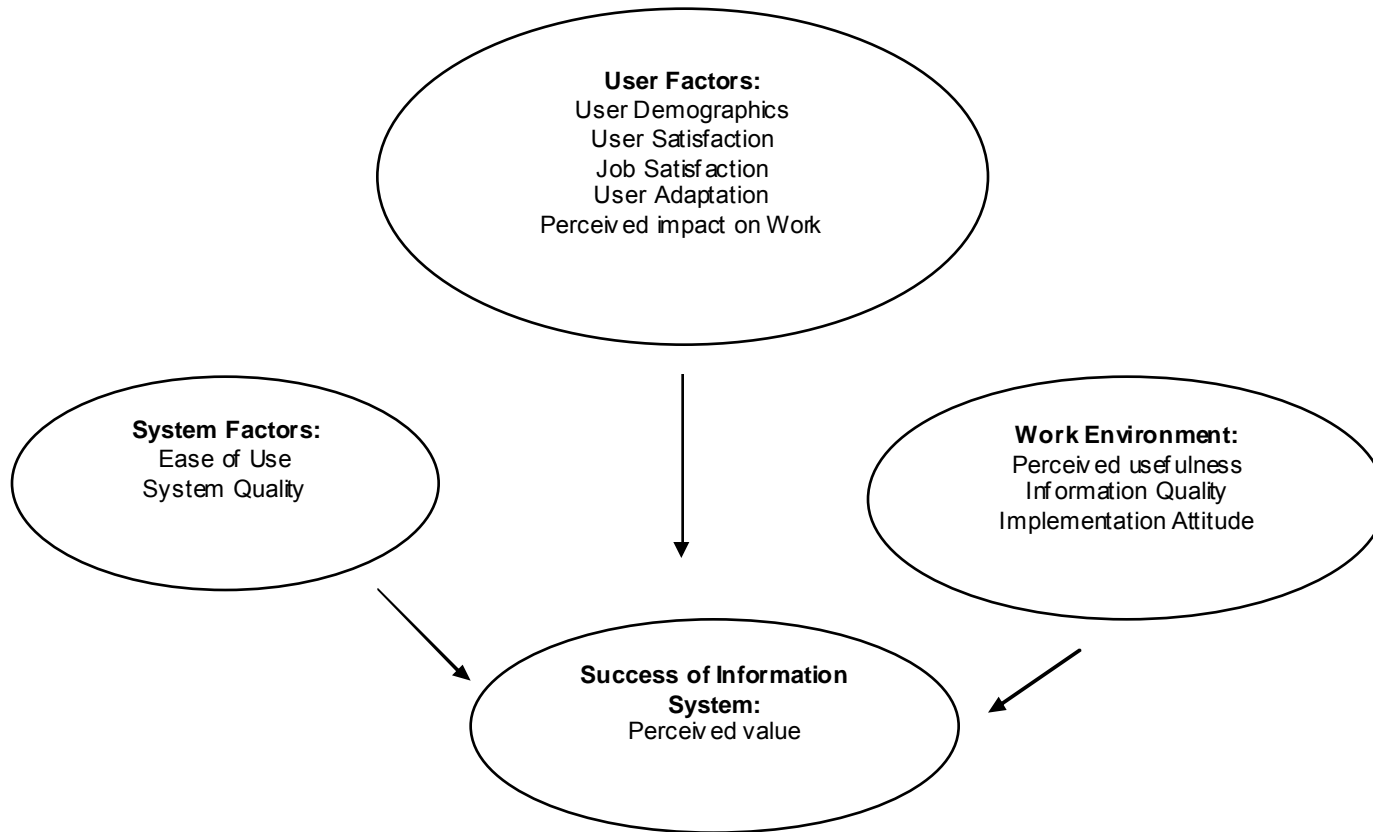 User Factors:
User Demographics
User Satisfaction
Job Satisfaction
User Adaptation
Perceived impact on Work
System Factors:
Ease of Use
System Quality
Work Environment:
Perceived usefulness
Information Quality
Implementation Attitude
Success of Information
System:
Perceived value